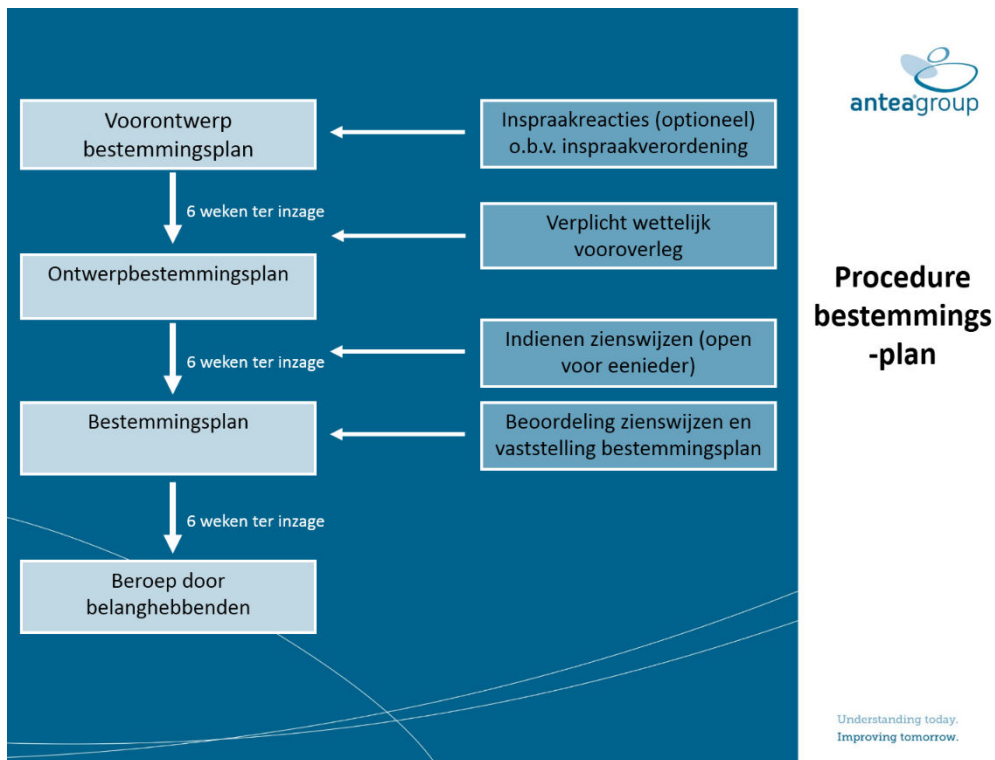 Voorontwerp
bestemmingsplan
Inspraakreacties (optioneel)
o.b.v. inspraakverordening
6 weken ter inzage
Verplicht wettelijk
vooroverleg
Ontwerpbestemmingsplan
6 weken ter inzage
Indienen zienswijzen (open
voor eenieder)
Bestemmingsplan
Beoordeling zienswijzen en
vaststelling bestemmingsplan
6 weken ter inzage
Beroep door
belanghebbenden
anteagroup
Procedure
bestemmings
-plan
Understanding today.
Improving tomorrow.